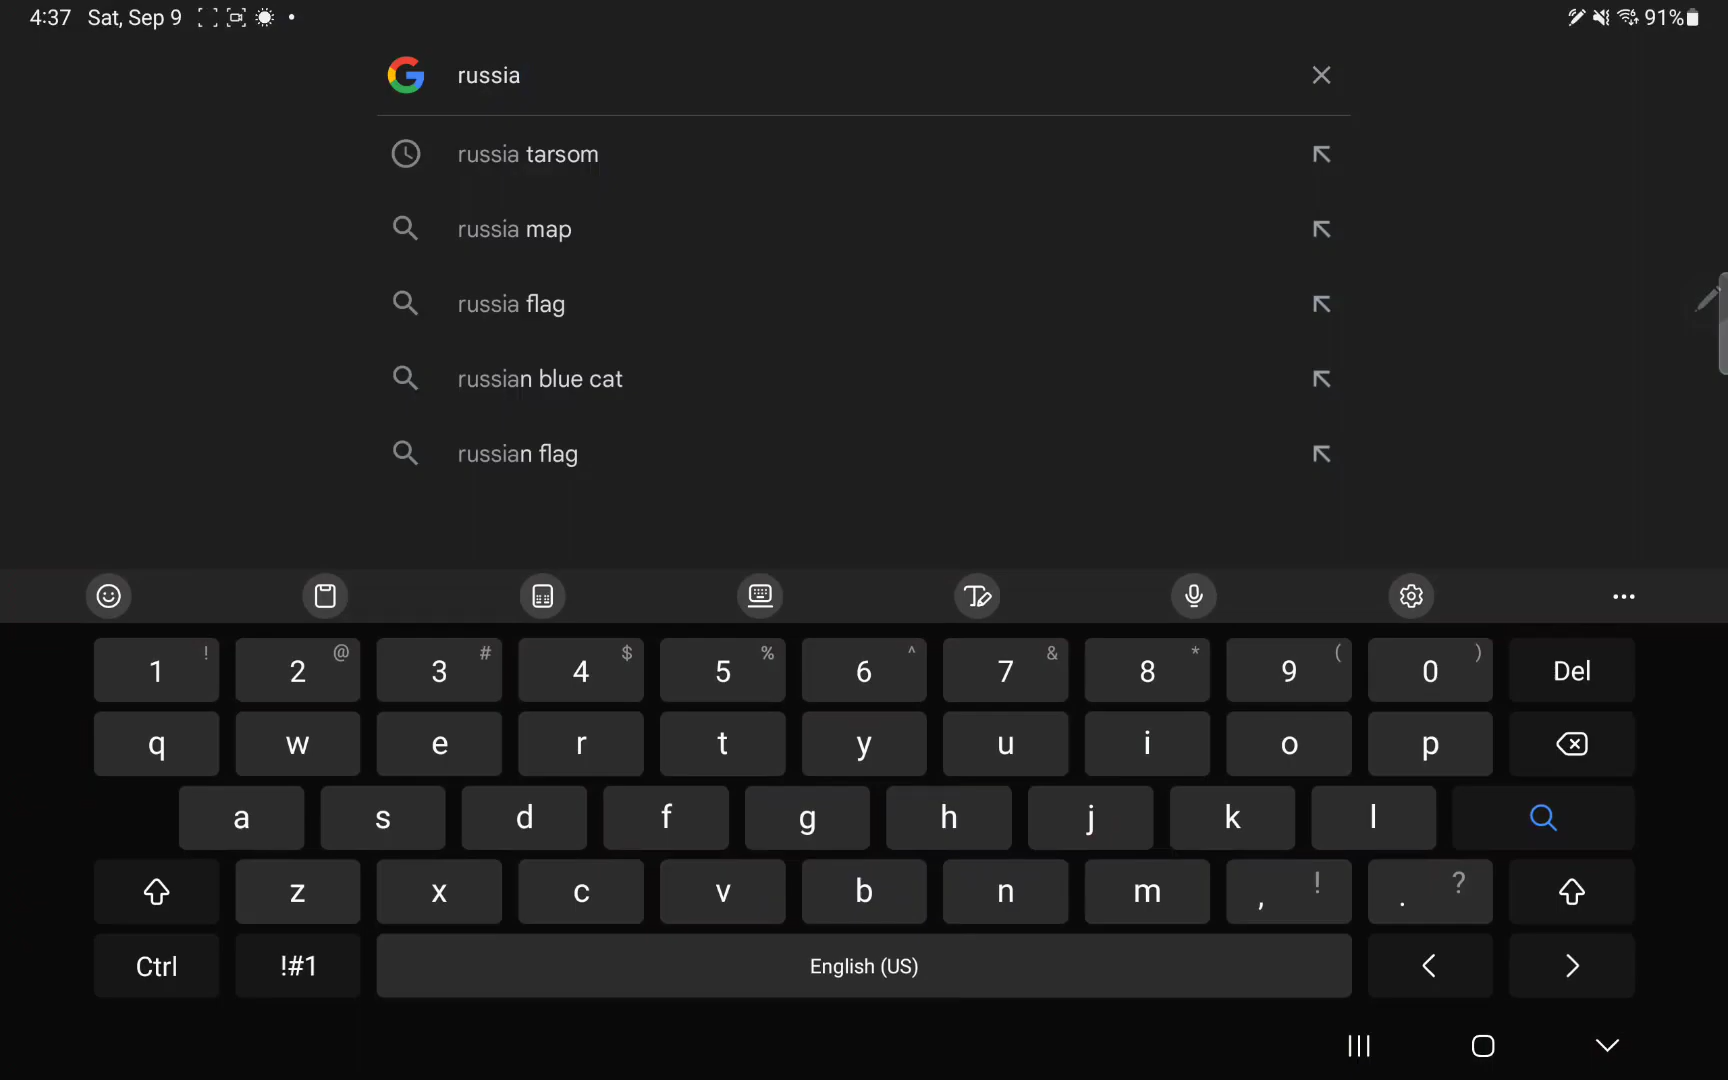 4:37 Sat, Sep 9 91%
russia
russia tarsom
russia map
russia flag
russian blue cat
russian flag
1 ! 2 @ 3 # 4 $ 5 % 6 ^ 7 & 8 * 9 ( 0 ) Del
q w e r t y u i o p
a s d f g h j k l
z x c v b n m , ! . ?
Ctrl !#1 English (US) < >